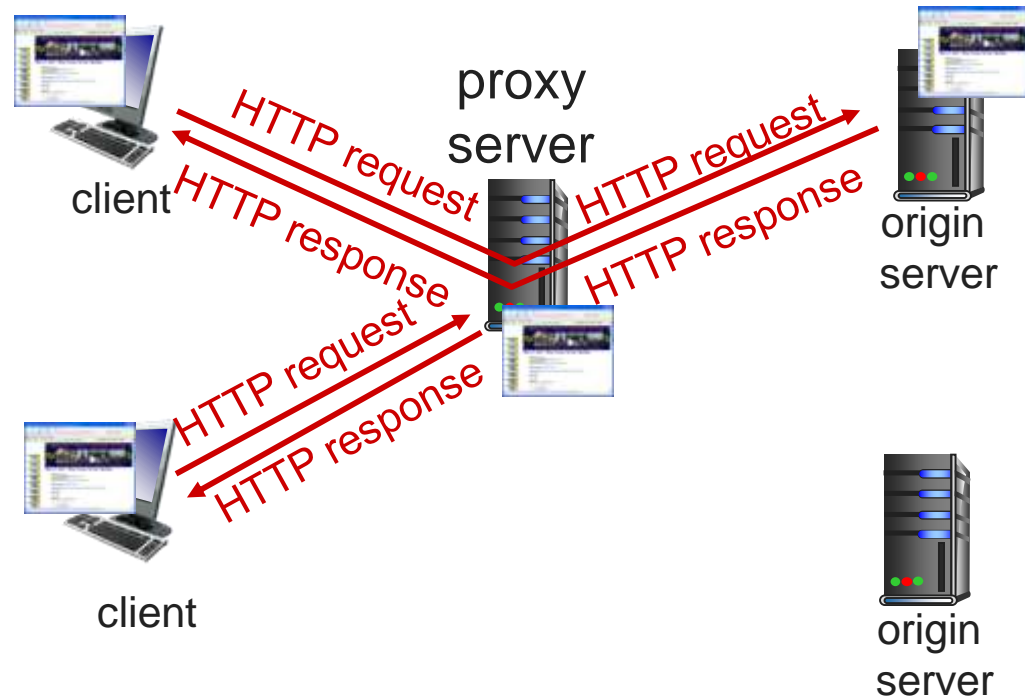 proxy
server
client
HTTP request
HTTP response
HTTP request
HTTP response
origin
server
HTTP request
HTTP response
client
origin
server